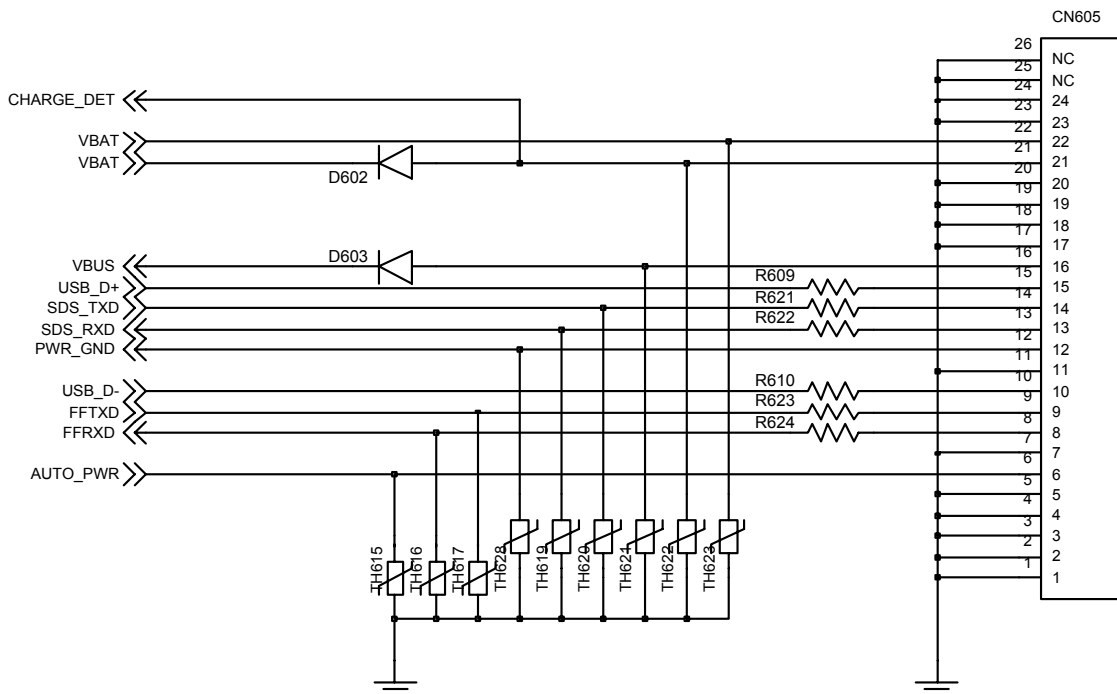 CN605
26
NC
25
NC
24
CHARGE_DET
24
23
23
22
VBAT
22
21
VBAT
21
20
D602
20
19
19
18
18
17
17
16
D603
VBUS
16
15
R609
USB_D+
15
14
R621
SDS_TXD
14
13
R622
SDS_RXD
13
12
PWR_GND
12
11
11
10
R610
USB_D-
10
9
R623
FFTXD
9
8
R624
FFRXD
8
7
7
6
AUTO_PWR
6
5
5
4
4
3
3
2
2
1
1
TH615
TH616
TH617
TH628
TH619
TH620
TH621
TH622
TH623